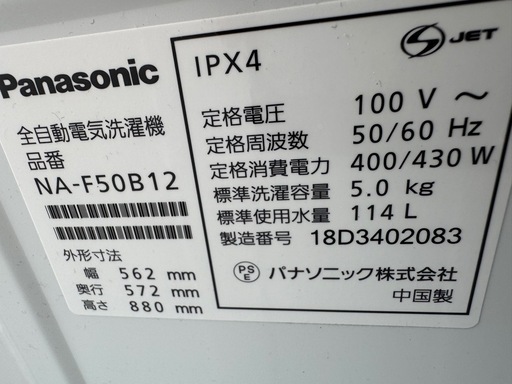 Panasonic
全自動電気洗濯機
品番
NA-F50B12
外形寸法
幅 562 mm
奥行 572 mm
高さ 880 mm
IPX4
S JET
定格電圧 100 V ～
定格周波数 50/60 Hz
定格消費電力 400/430 W
標準洗濯容量 5.0 kg
標準使用水量 114 L
製造番号 18D3402083
PS
E
パナソニック株式会社
中国製